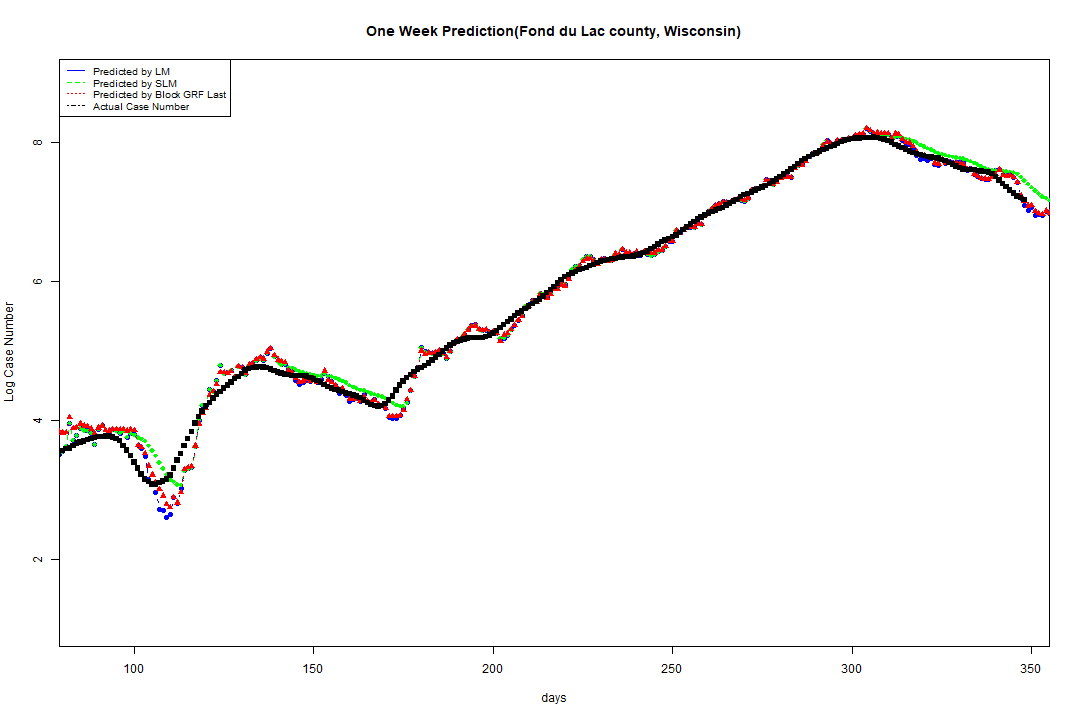 One Week Prediction(Fond du Lac county, Wisconsin)
Predicted by LM
Predicted by SLM
Predicted by Block GRF Last
Actual Case Number
8
6
4
2
Log Case Number
100 150 200 250 300 350
days